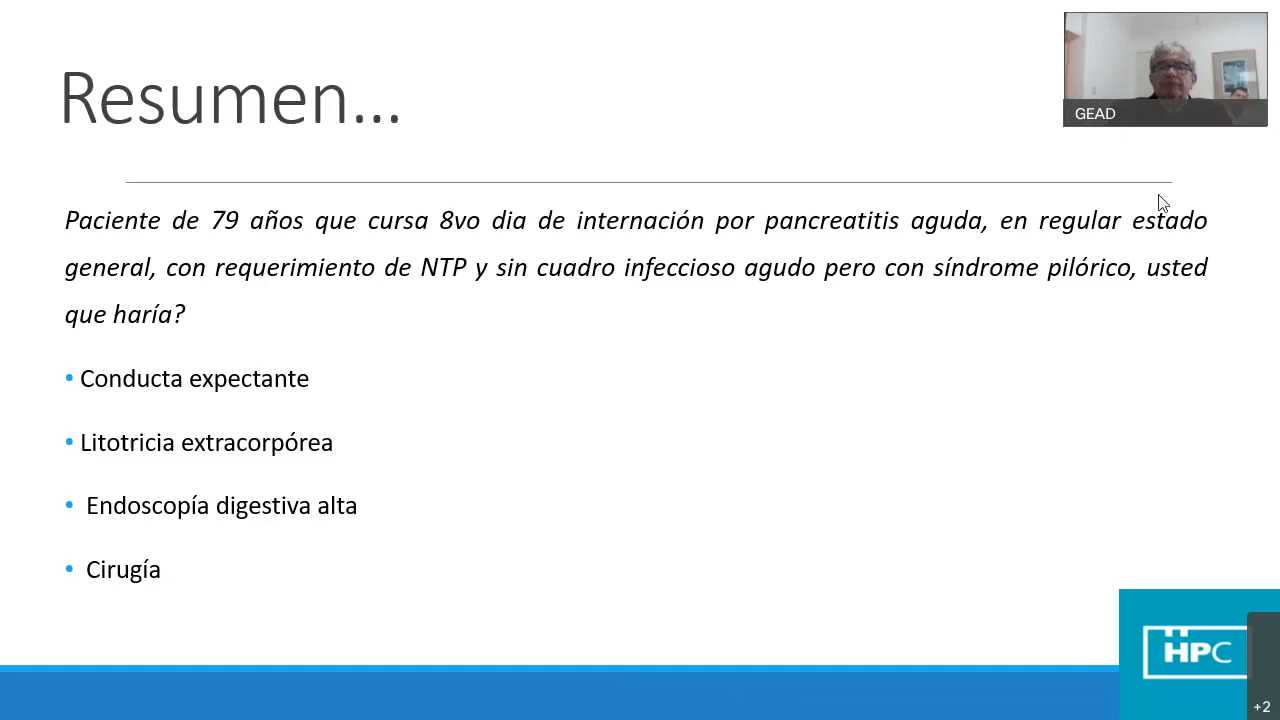 Resumen...
GEAD
Paciente de 79 años que cursa 8vo dia de internación por pancreatitis aguda, en regular estado
general, con requerimiento de NTP y sin cuadro infeccioso agudo pero con síndrome pilórico, usted
que haría?
• Conducta expectante
• Litotricia extracorpórea
• Endoscopía digestiva alta
• Cirugía
HPC
+2